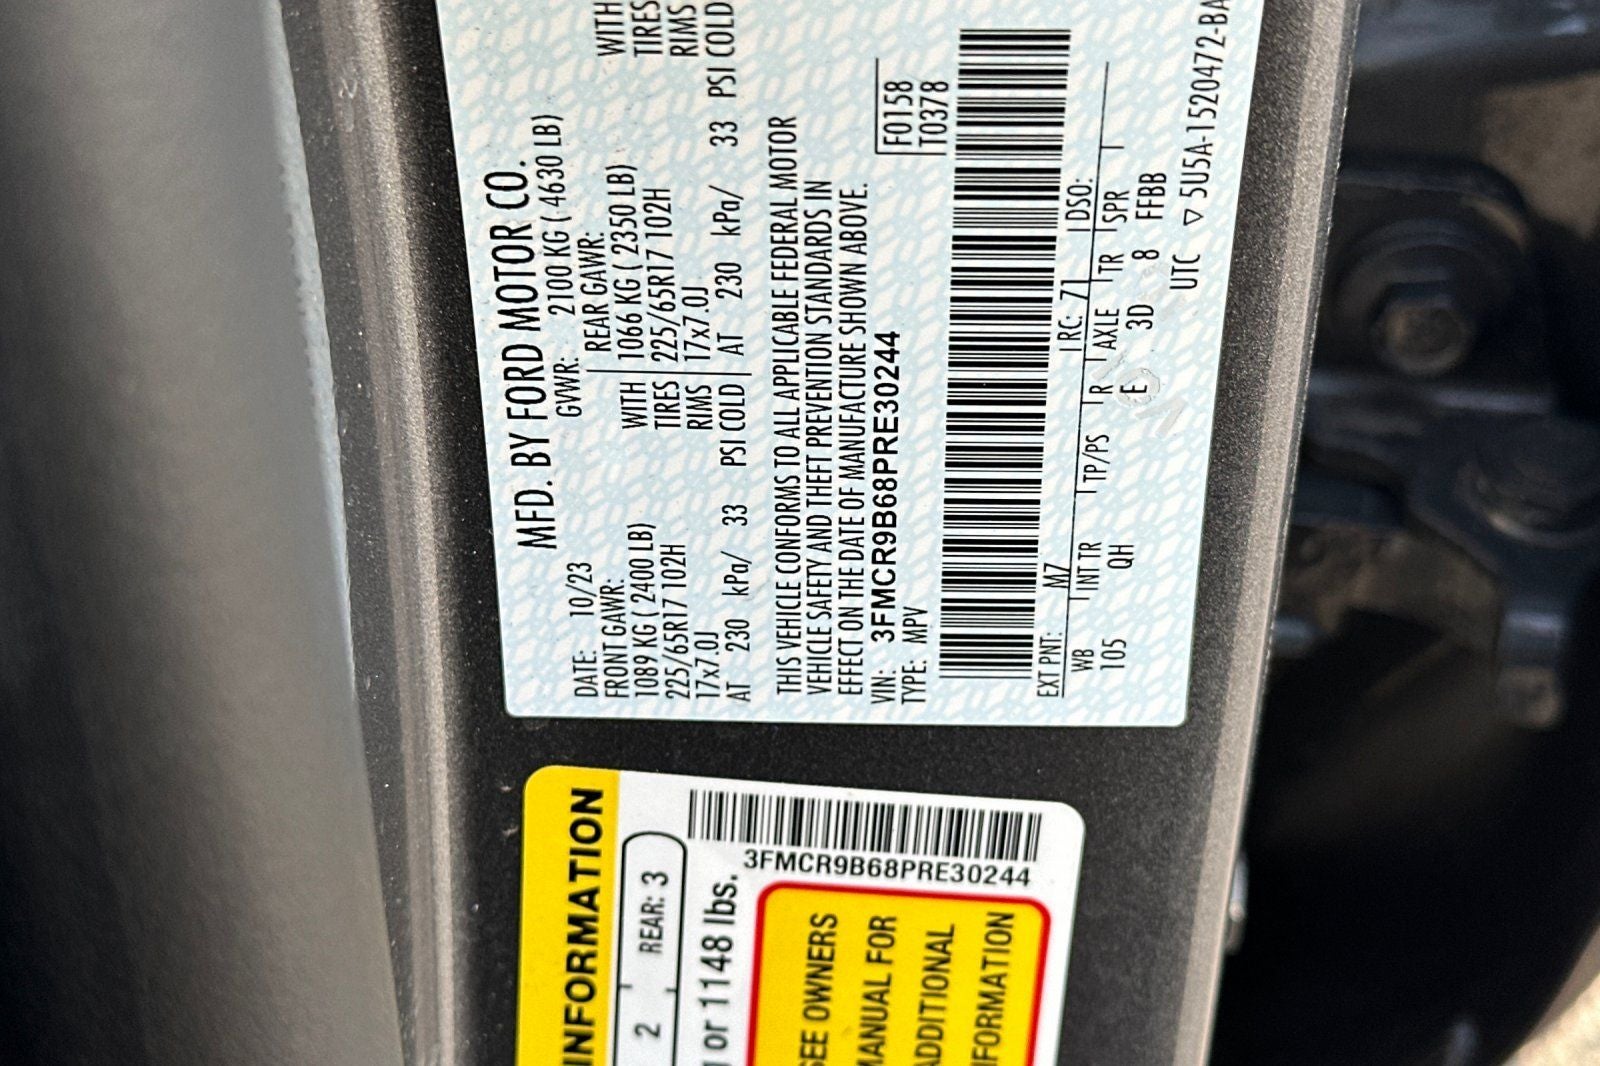 MFD. BY FORD MOTOR CO.
DATE: 10/23 GVWR: 2100 KG ( 4630 LB)
FRONT GAWR: REAR GAWR:
1089 KG ( 2400 LB) WITH 1066 KG ( 2350 LB) WITH
225/65R17 102H TIRES 225/65R17 102H TIRES
17x7.0J RIMS 17x7.0J RIMS
AT 230 kPa/ 33 PSI COLD AT 230 kPa/ 33 PSI COLD
THIS VEHICLE CONFORMS TO ALL APPLICABLE FEDERAL MOTOR
VEHICLE SAFETY AND THEFT PREVENTION STANDARDS IN
EFFECT ON THE DATE OF MANUFACTURE SHOWN ABOVE.
VIN: 3FMCR9B68PRE30244 F0158
TYPE: MPV T0378
EXT PNT: M7 RC: 71 DSO:
WB INT TR TP/PS R AXLE TR SPR
105 QH E 3D 8 FFBB
UTC ▽ 5U5A-1520472-BA
INFORMATION
2 REAR: 3
or 1148 lbs.
3FMCR9B68PRE30244
SEE OWNERS
MANUAL FOR
ADDITIONAL
INFORMATION